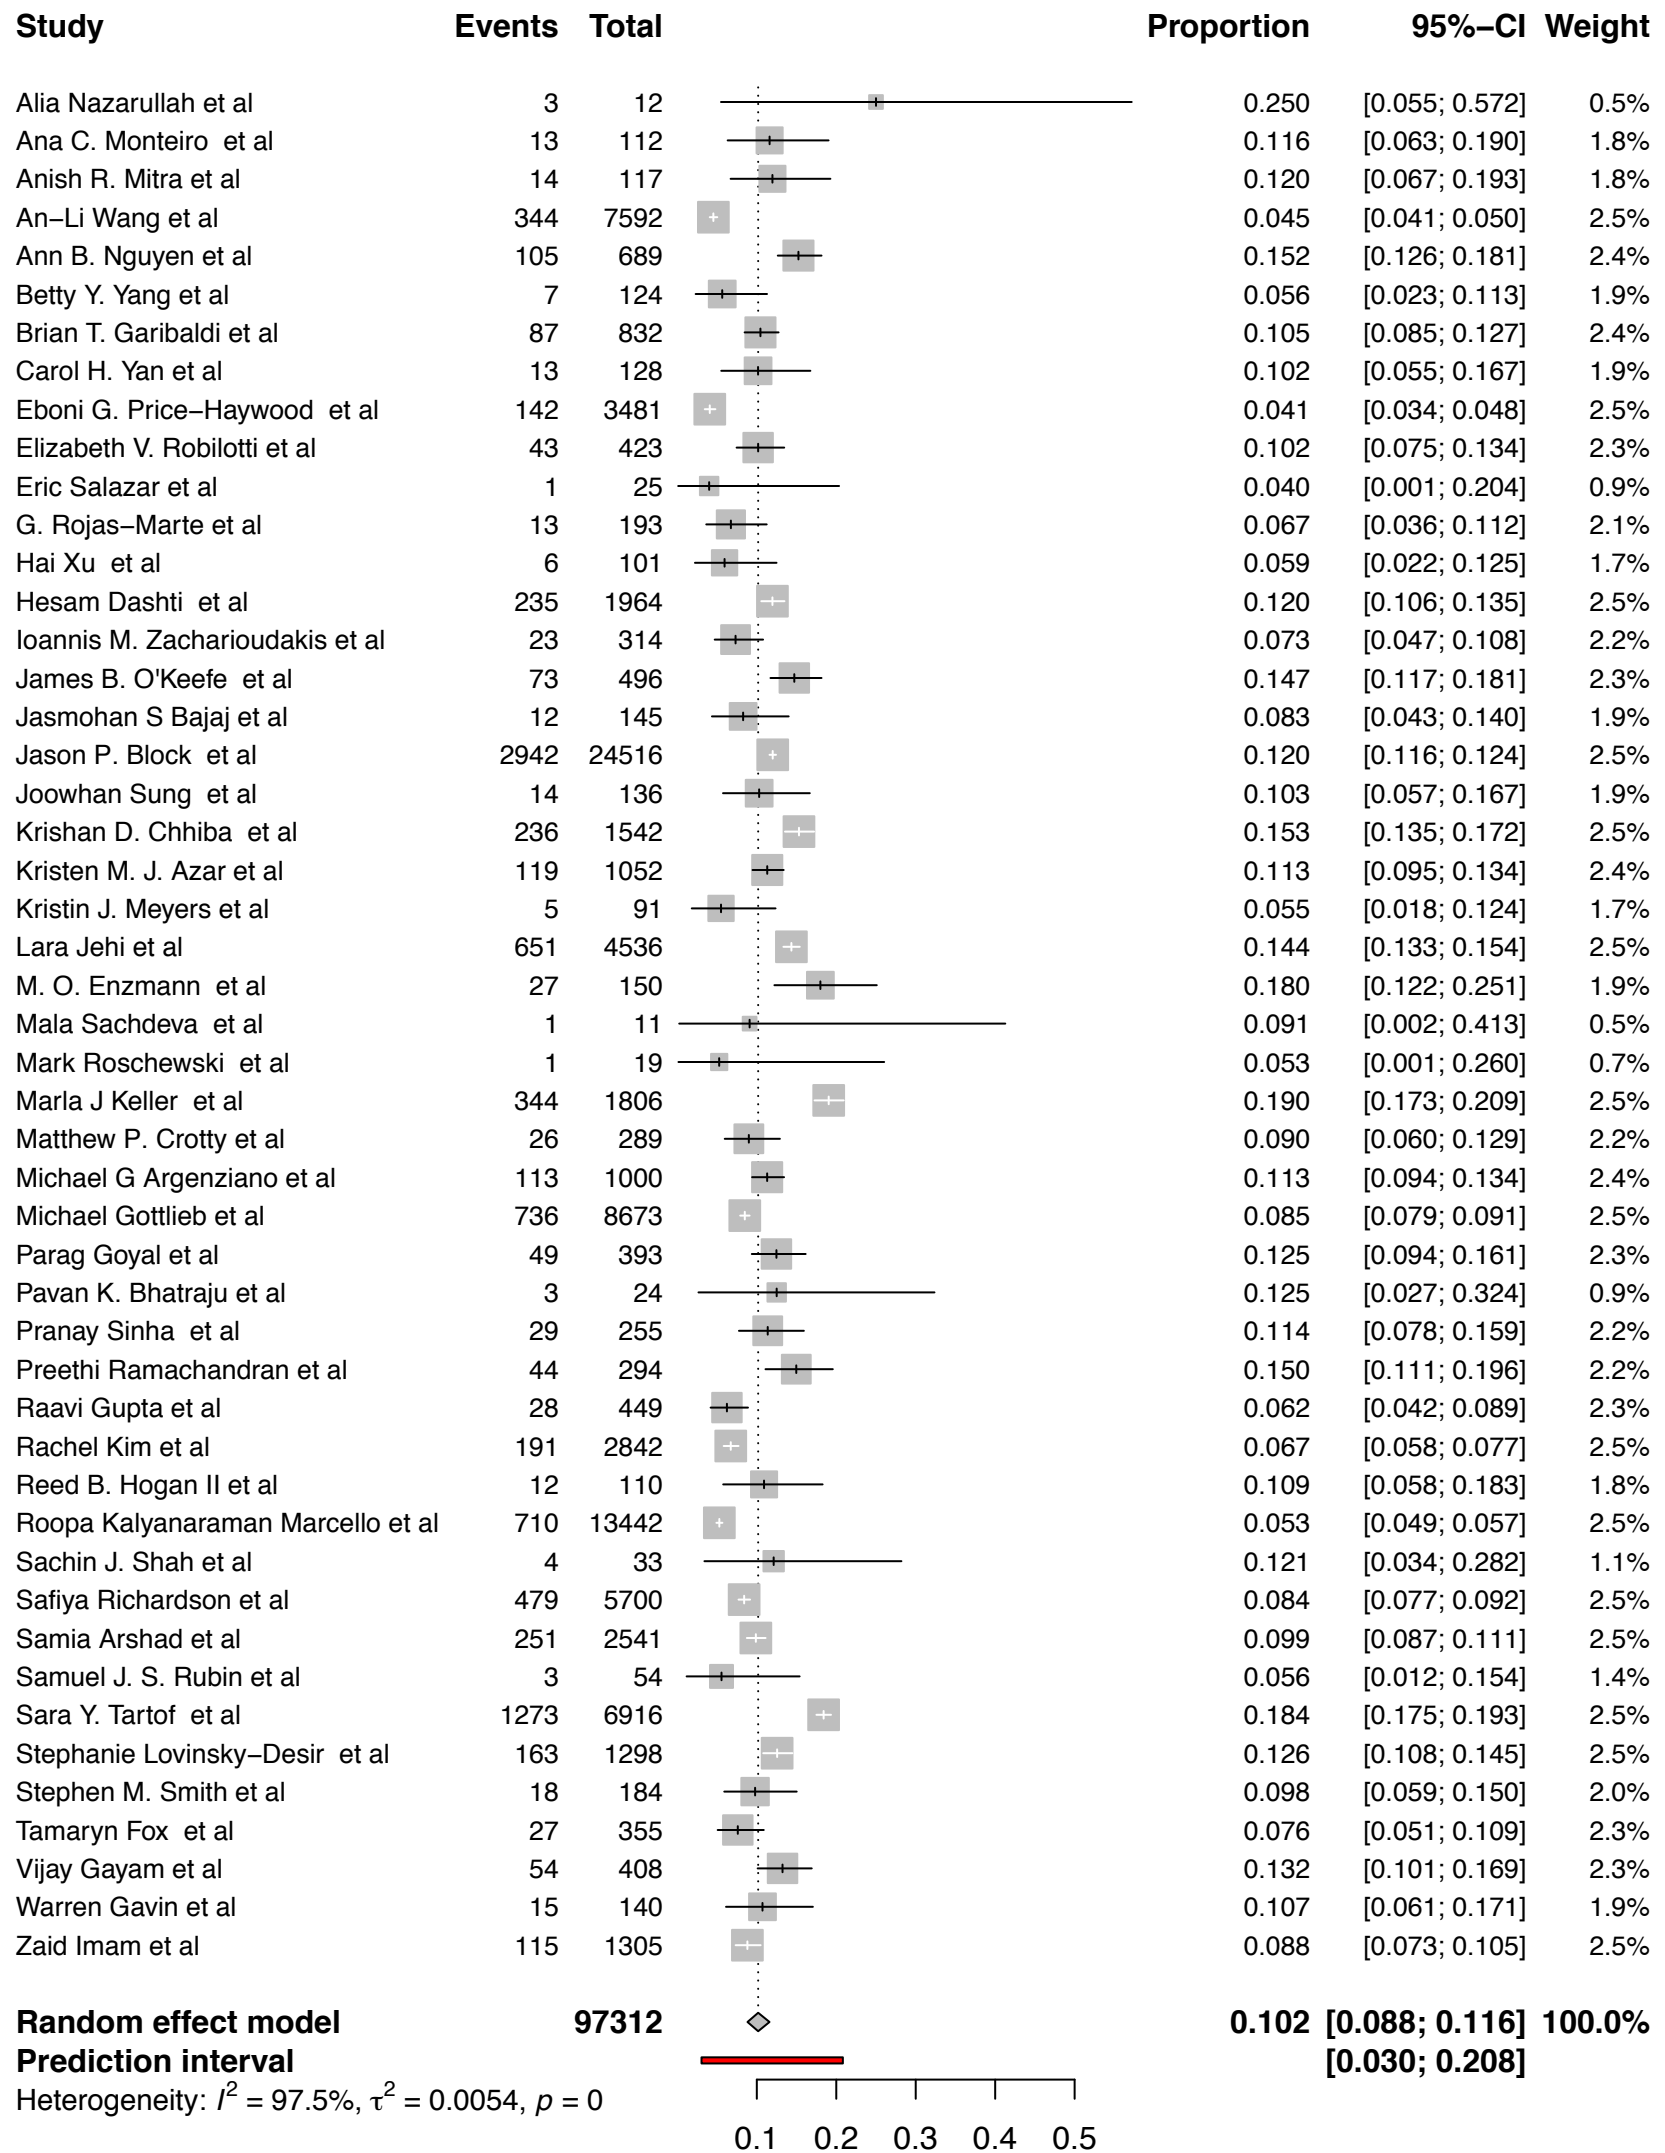 Study Events Total Proportion 95%−CI Weight
Alia Nazarullah et al 3 12 0.250 [0.055; 0.572] 0.5%
Ana C. Monteiro et al 13 112 0.116 [0.063; 0.190] 1.8%
Anish R. Mitra et al 14 117 0.120 [0.067; 0.193] 1.8%
An−Li Wang et al 344 7592 0.045 [0.041; 0.050] 2.5%
Ann B. Nguyen et al 105 689 0.152 [0.126; 0.181] 2.4%
Betty Y. Yang et al 7 124 0.056 [0.023; 0.113] 1.9%
Brian T. Garibaldi et al 87 832 0.105 [0.085; 0.127] 2.4%
Carol H. Yan et al 13 128 0.102 [0.055; 0.167] 1.9%
Eboni G. Price−Haywood et al 142 3481 0.041 [0.034; 0.048] 2.5%
Elizabeth V. Robilotti et al 43 423 0.102 [0.075; 0.134] 2.3%
Eric Salazar et al 1 25 0.040 [0.001; 0.204] 0.9%
G. Rojas−Marte et al 13 193 0.067 [0.036; 0.112] 2.1%
Hai Xu et al 6 101 0.059 [0.022; 0.125] 1.7%
Hesam Dashti et al 235 1964 0.120 [0.106; 0.135] 2.5%
Ioannis M. Zacharioudakis et al 23 314 0.073 [0.047; 0.108] 2.2%
James B. O'Keefe et al 73 496 0.147 [0.117; 0.181] 2.3%
Jasmohan S Bajaj et al 12 145 0.083 [0.043; 0.140] 1.9%
Jason P. Block et al 2942 24516 0.120 [0.116; 0.124] 2.5%
Joowhan Sung et al 14 136 0.103 [0.057; 0.167] 1.9%
Krishan D. Chhiba et al 236 1542 0.153 [0.135; 0.172] 2.5%
Kristen M. J. Azar et al 119 1052 0.113 [0.095; 0.134] 2.4%
Kristin J. Meyers et al 5 91 0.055 [0.018; 0.124] 1.7%
Lara Jehi et al 651 4536 0.144 [0.133; 0.154] 2.5%
M. O. Enzmann et al 27 150 0.180 [0.122; 0.251] 1.9%
Mala Sachdeva et al 1 11 0.091 [0.002; 0.413] 0.5%
Mark Roschewski et al 1 19 0.053 [0.001; 0.260] 0.7%
Marla J Keller et al 344 1806 0.190 [0.173; 0.209] 2.5%
Matthew P. Crotty et al 26 289 0.090 [0.060; 0.129] 2.2%
Michael G Argenziano et al 113 1000 0.113 [0.094; 0.134] 2.4%
Michael Gottlieb et al 736 8673 0.085 [0.079; 0.091] 2.5%
Parag Goyal et al 49 393 0.125 [0.094; 0.161] 2.3%
Pavan K. Bhatraju et al 3 24 0.125 [0.027; 0.324] 0.9%
Pranay Sinha et al 29 255 0.114 [0.078; 0.159] 2.2%
Preethi Ramachandran et al 44 294 0.150 [0.111; 0.196] 2.2%
Raavi Gupta et al 28 449 0.062 [0.042; 0.089] 2.3%
Rachel Kim et al 191 2842 0.067 [0.058; 0.077] 2.5%
Reed B. Hogan II et al 12 110 0.109 [0.058; 0.183] 1.8%
Roopa Kalyanaraman Marcello et al 710 13442 0.053 [0.049; 0.057] 2.5%
Sachin J. Shah et al 4 33 0.121 [0.034; 0.282] 1.1%
Safiya Richardson et al 479 5700 0.084 [0.077; 0.092] 2.5%
Samia Arshad et al 251 2541 0.099 [0.087; 0.111] 2.5%
Samuel J. S. Rubin et al 3 54 0.056 [0.012; 0.154] 1.4%
Sara Y. Tartof et al 1273 6916 0.184 [0.175; 0.193] 2.5%
Stephanie Lovinsky−Desir et al 163 1298 0.126 [0.108; 0.145] 2.5%
Stephen M. Smith et al 18 184 0.098 [0.059; 0.150] 2.0%
Tamaryn Fox et al 27 355 0.076 [0.051; 0.109] 2.3%
Vijay Gayam et al 54 408 0.132 [0.101; 0.169] 2.3%
Warren Gavin et al 15 140 0.107 [0.061; 0.171] 1.9%
Zaid Imam et al 115 1305 0.088 [0.073; 0.105] 2.5%
Random effect model 97312 0.102 [0.088; 0.116] 100.0%
Prediction interval [0.030; 0.208]
Heterogeneity: I² = 97.5%, τ² = 0.0054, p = 0
0.1 0.2 0.3 0.4 0.5